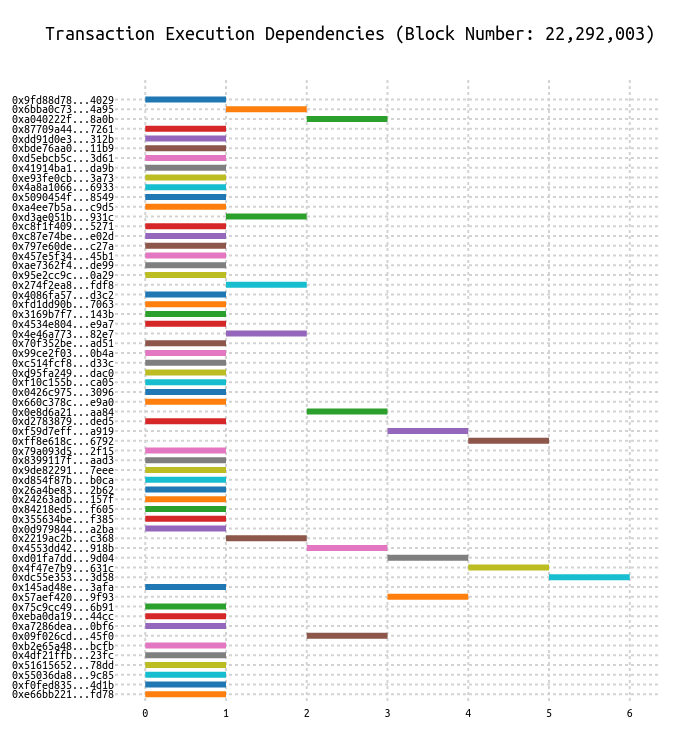 Transaction Execution Dependencies (Block Number: 22,292,003)
0x9fd88d78...4029
0x6bba0c73...4a95
0xa040222f...8a0b
0x87709a44...7261
0xdd91d0e3...312b
0xbde76aa0...11b9
0xd5ebcb5c...3d61
0x41914ba1...da9b
0xe93fe0cb...3a73
0x4a8a1066...6933
0x5090454f...8549
0xa4ee7b5a...c9d5
0xd3ae051b...931c
0xc8f1f409...5271
0xc87e74be...e02d
0x797e60de...c27a
0x457e5f34...45b1
0xae7362f4...de99
0x95e2cc9c...0a29
0x274f2ea8...fdf8
0x4086fa57...d3c2
0xfd1dd90b...7063
0x3169b7f7...143b
0x4534e804...e9a7
0x4e46a773...82e7
0x70f352be...ad51
0x99ce2f03...0b4a
0xc514fcf8...d33c
0xd95fa249...dac0
0xf10c155b...ca05
0x0426c975...3096
0x660c378c...e9a0
0x0e8d6a21...aa84
0xd2783879...ded5
0xf59d7eff...a919
0xff8e618c...6792
0x79a093d5...2f15
0x8399117f...aad3
0x9de82291...7eee
0xd854f87b...b0ca
0x26a4be83...2b62
0x24263adb...157f
0x84218ed5...f605
0x355634be...f385
0x0d979844...a2ba
0x2219ac2b...c368
0x4553dd42...918b
0xd01fa7dd...9d04
0x4f47e7b9...631c
0xdc55e353...3d58
0x145ad48e...3afa
0x57aef420...9f93
0x75c9cc49...6b91
0xeba0da19...44cc
0xa7286dea...0bf6
0x09f026cd...45f0
0xb2e65a48...bcfb
0x4df21ffb...23fc
0x51615652...78dd
0x55036da8...9c85
0xf0fed835...4d1b
0xe66bb221...fd78
0 1 2 3 4 5 6